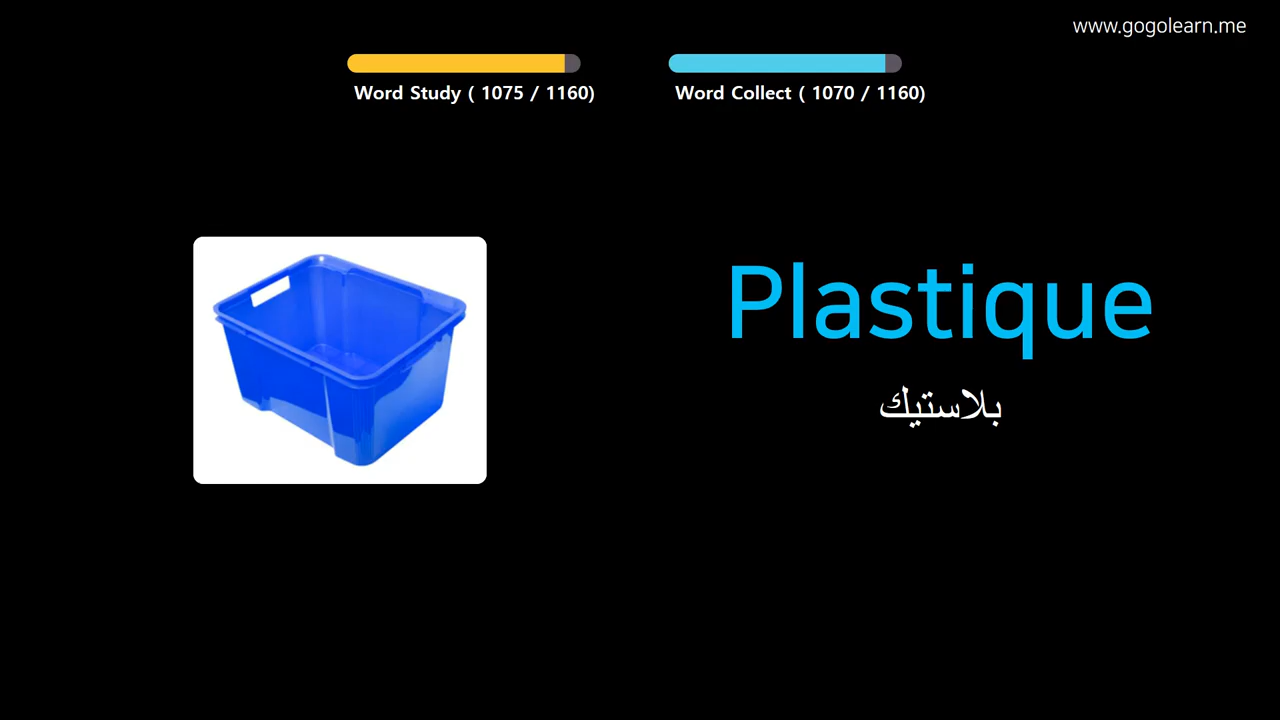 www.gogolearn.me
Word Study ( 1075 / 1160)
Word Collect ( 1070 / 1160)
Plastique
بلاستيك